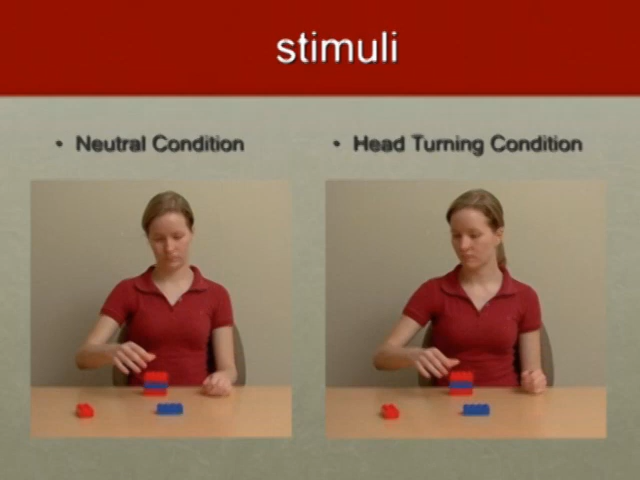 stimuli
• Neutral Condition
• Head Turning Condition